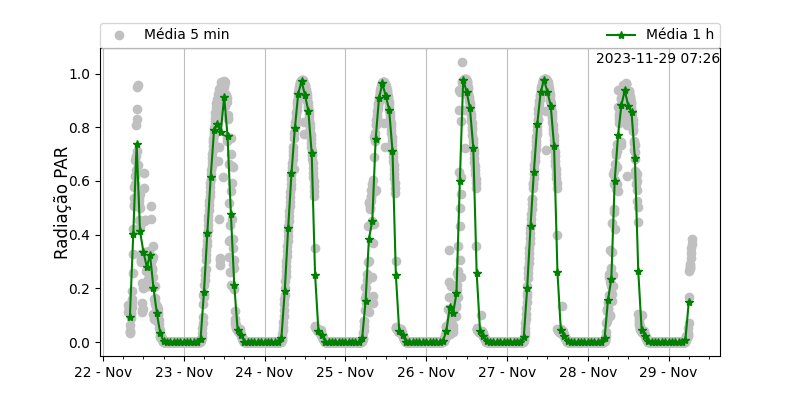 Média 5 min
Média 1 h
2023-11-29 07:26
Radiação PAR
1.0
0.8
0.6
0.4
0.2
0.0
22 - Nov
23 - Nov
24 - Nov
25 - Nov
26 - Nov
27 - Nov
28 - Nov
29 - Nov